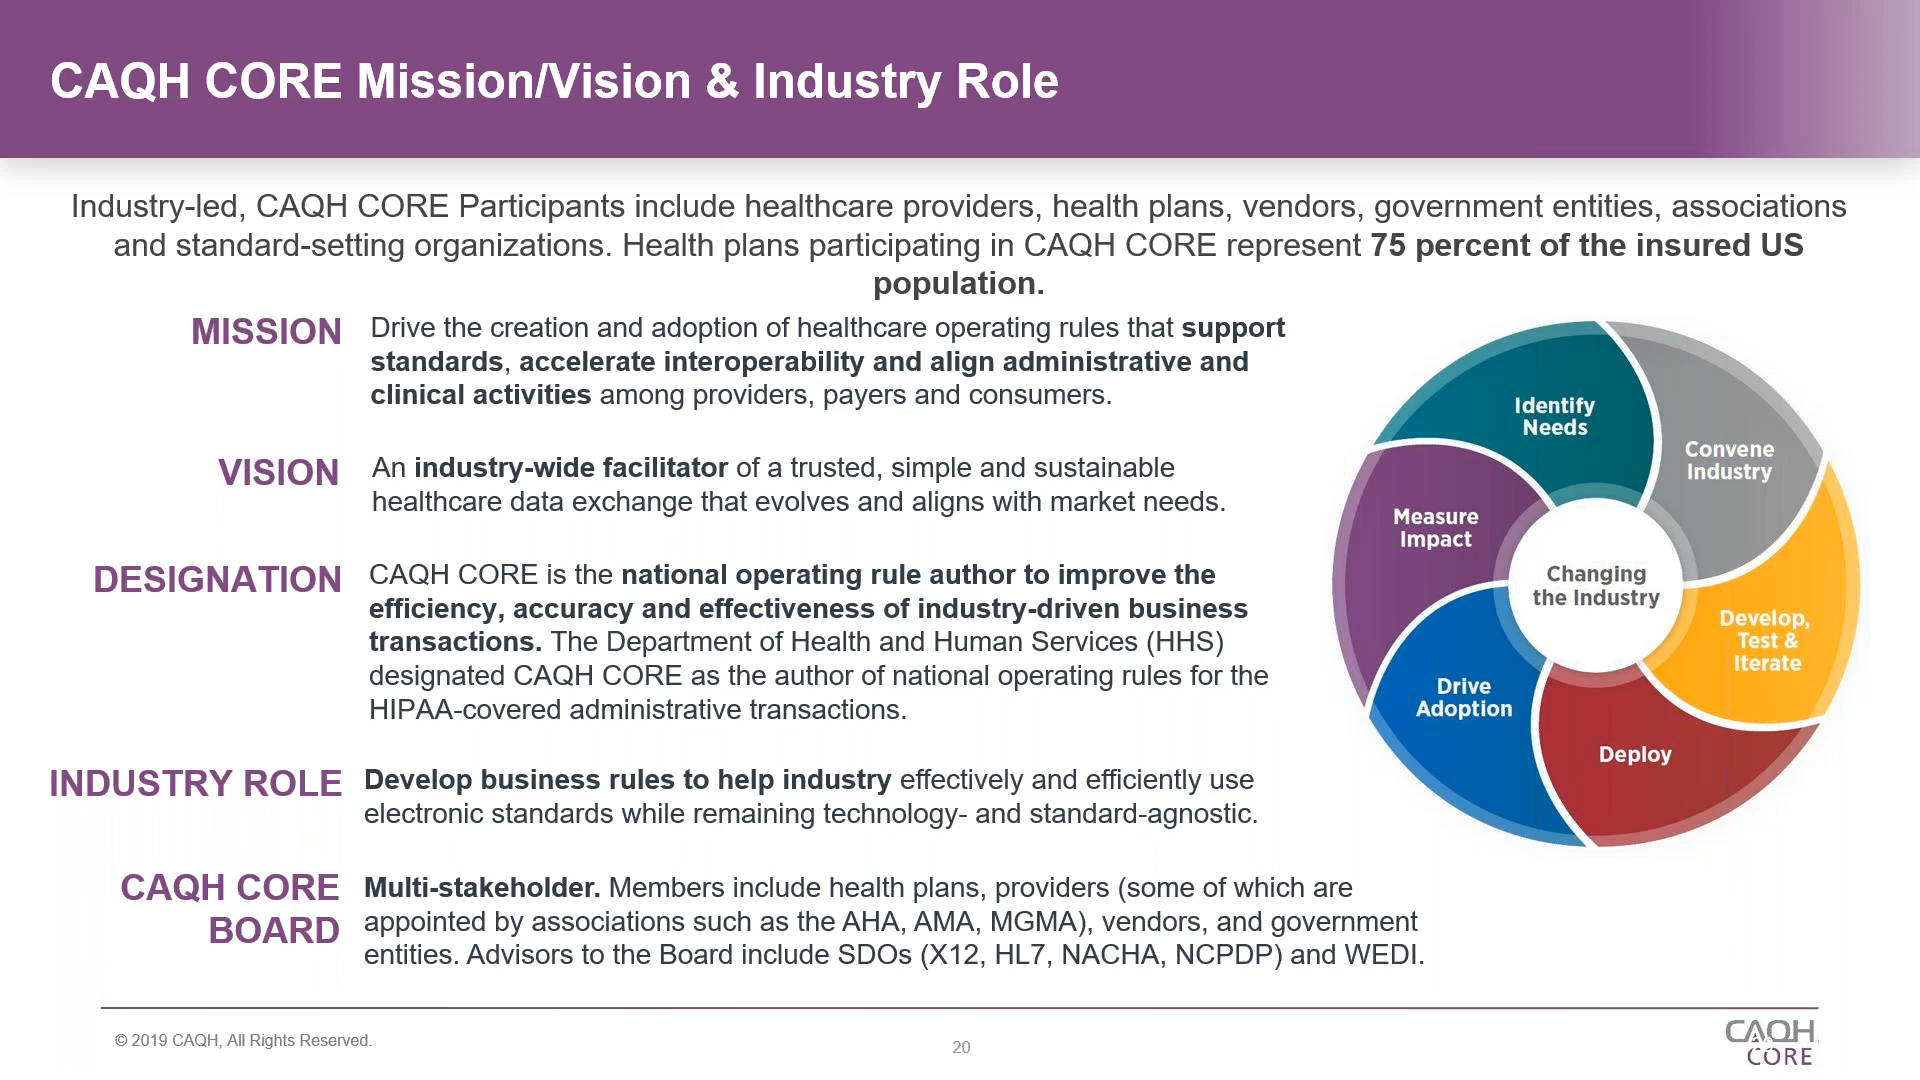 CAQH CORE Mission/Vision & Industry Role
Industry-led, CAQH CORE Participants include healthcare providers, health plans, vendors, government entities, associations
and standard-setting organizations. Health plans participating in CAQH CORE represent 75 percent of the insured US
population.
MISSION
Drive the creation and adoption of healthcare operating rules that support
standards, accelerate interoperability and align administrative and
clinical activities among providers, payers and consumers.
VISION
An industry-wide facilitator of a trusted, simple and sustainable
healthcare data exchange that evolves and aligns with market needs.
DESIGNATION
CAQH CORE is the national operating rule author to improve the
efficiency, accuracy and effectiveness of industry-driven business
transactions. The Department of Health and Human Services (HHS)
designated CAQH CORE as the author of national operating rules for the
HIPAA-covered administrative transactions.
INDUSTRY ROLE
Develop business rules to help industry effectively and efficiently use
electronic standards while remaining technology- and standard-agnostic.
CAQH CORE
BOARD
Multi-stakeholder. Members include health plans, providers (some of which are
appointed by associations such as the AHA, AMA, MGMA), vendors, and government
entities. Advisors to the Board include SDOs (X12, HL7, NACHA, NCPDP) and WEDI.
Identify
Needs
Convene
Industry
Develop,
Test &
Iterate
Deploy
Drive
Adoption
Measure
Impact
Changing
the Industry
© 2019 CAQH, All Rights Reserved.
20
CAQH
CORE